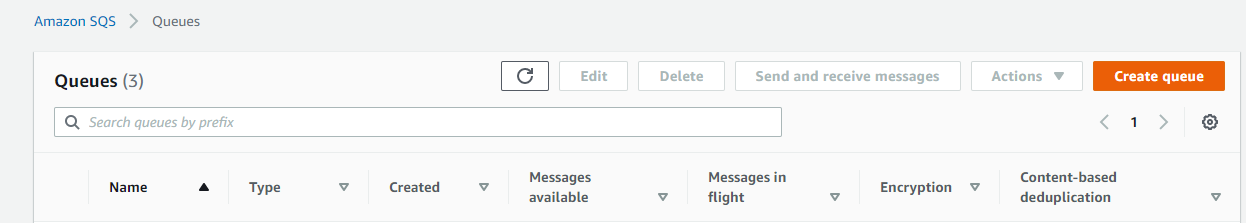 Amazon SQS Queues
Queues (3) Edit Delete Send and receive messages Actions Create queue
Search queues by prefix 1
Name Type Created Messages available Messages in flight Encryption Content-based deduplication